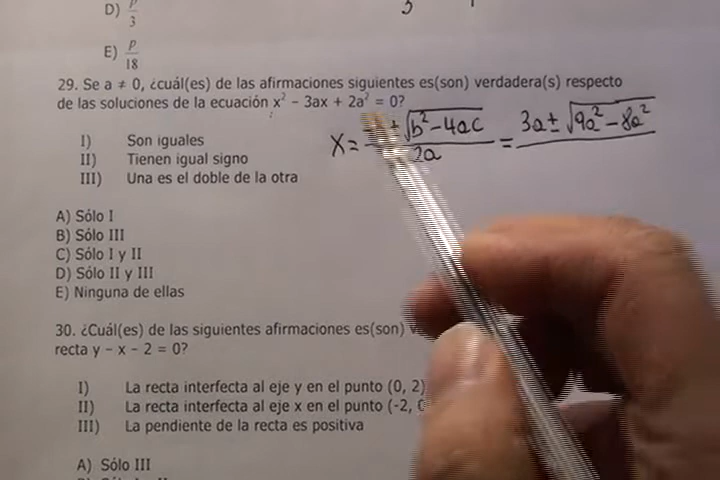 D) p/3
E) p/18
29. Se a ≠ 0, ¿cuál(es) de las afirmaciones siguientes es(son) verdadera(s) respecto
de las soluciones de la ecuación x² - 3ax + 2a² = 0?
I) Son iguales
II) Tienen igual signo
III) Una es el doble de la otra
x = ± √b² - 4ac / 2a = 3a ± √9a² - 8a²
A) Sólo I
B) Sólo III
C) Sólo I y II
D) Sólo II y III
E) Ninguna de ellas
30. ¿Cuál(es) de las siguientes afirmaciones es(son)
recta y - x - 2 = 0?
I) La recta interfecta al eje y en el punto (0, 2)
II) La recta interfecta al eje x en el punto (-2,
III) La pendiente de la recta es positiva
A) Sólo III